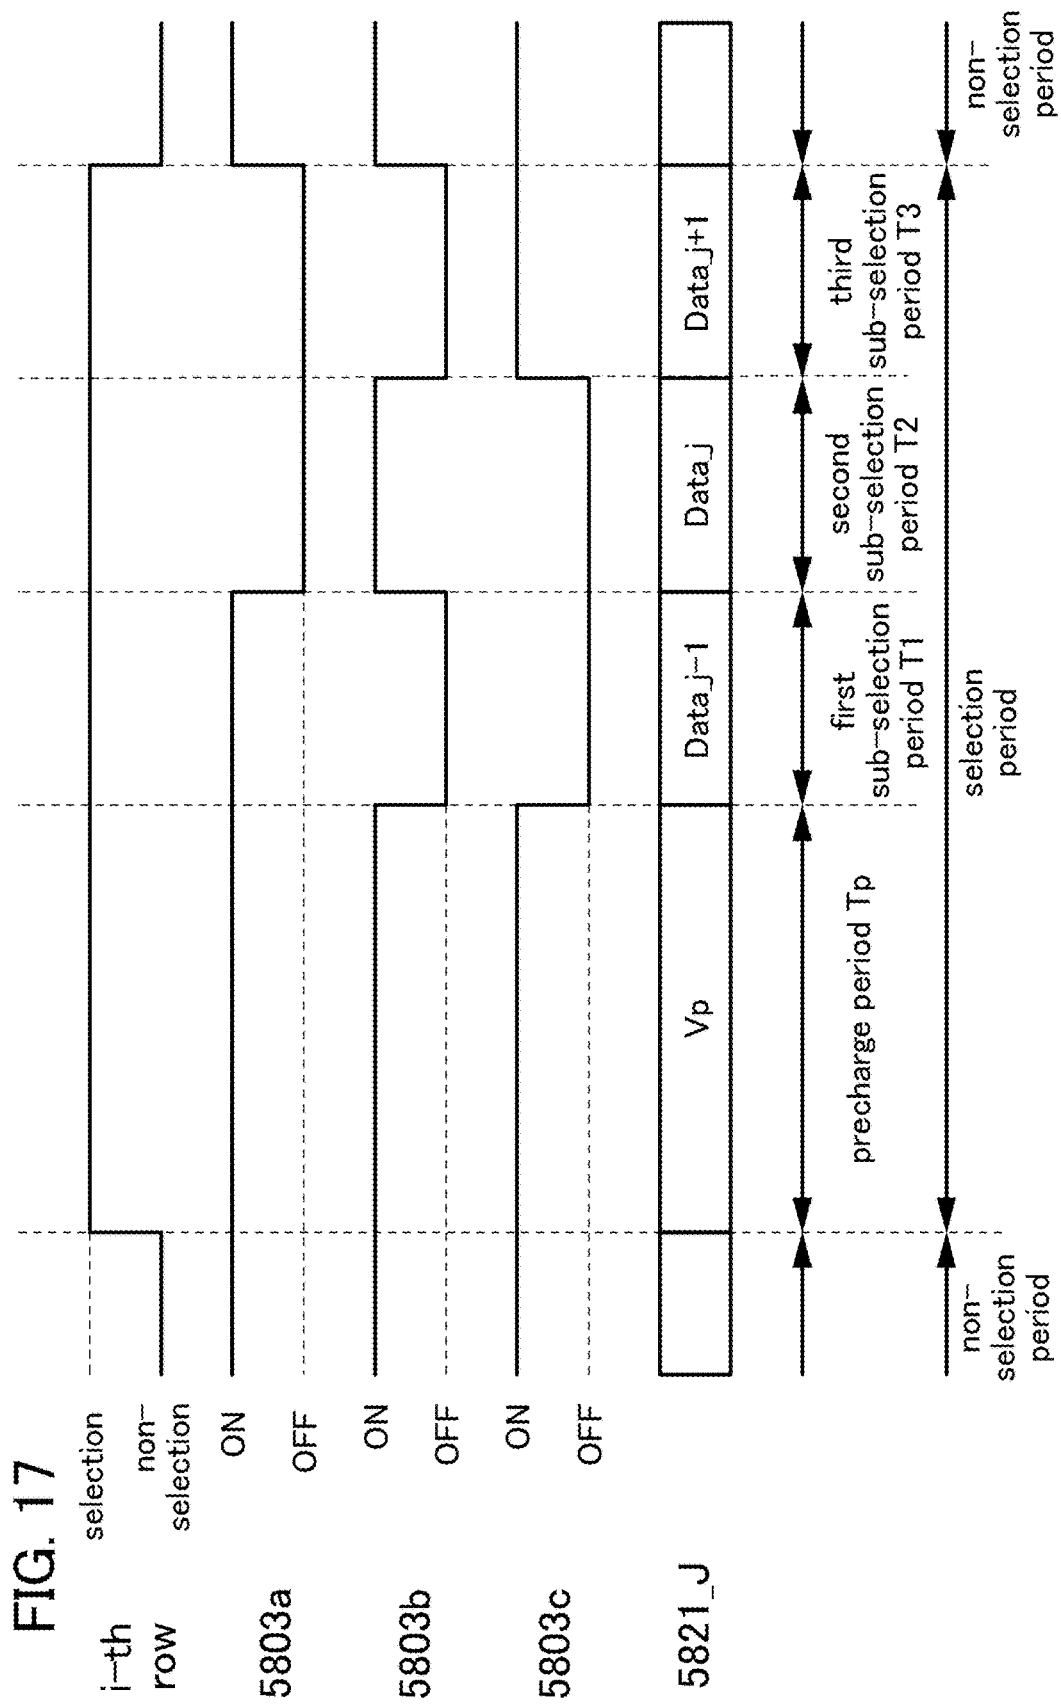 FIG. 17
i-th
row
selection
non-
selection
5803a
ON
OFF
5803b
ON
OFF
5803c
ON
OFF
5821_J
Vp
Data_j-1
Data_j
Data_j+1
precharge period Tp
first
sub-selection
period T1
second
sub-selection
period T2
third
sub-selection
period T3
non-
selection
period
selection
period
non-
selection
period